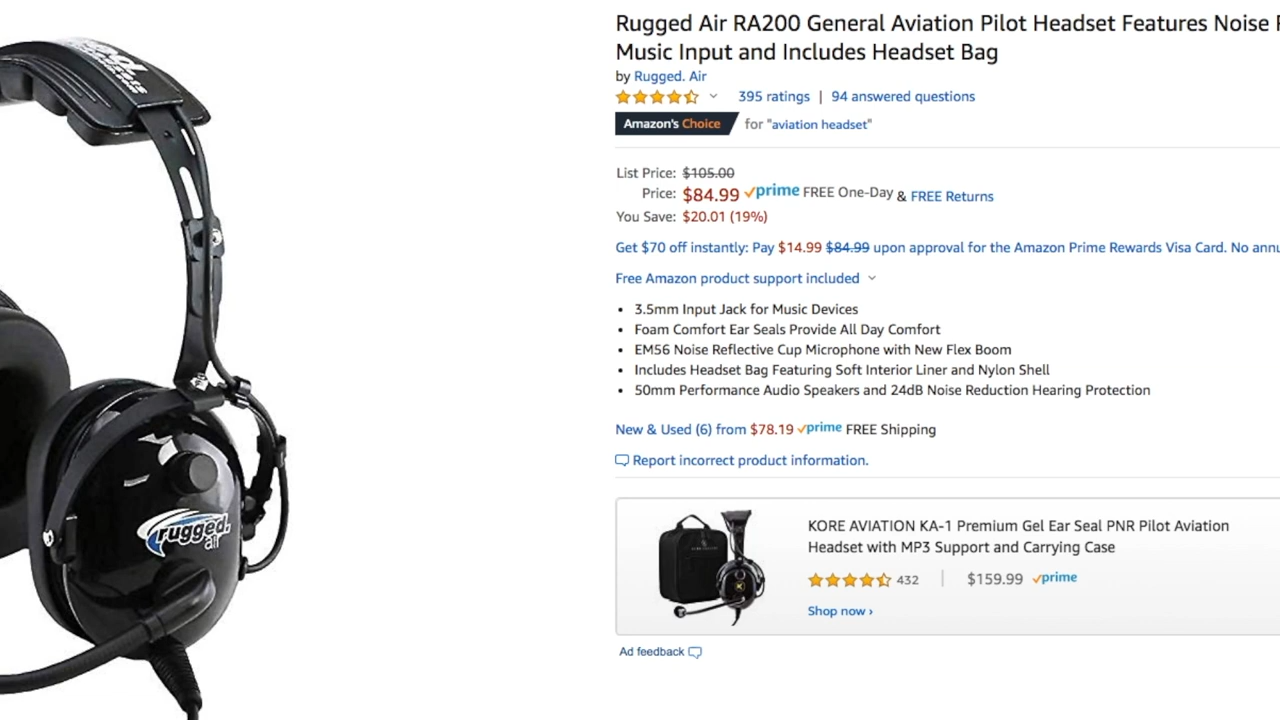 Rugged Air RA200 General Aviation Pilot Headset Features Noise
Music Input and Includes Headset Bag
by Rugged. Air
395 ratings | 94 answered questions
Amazon's Choice for "aviation headset"
List Price: $105.00
Price: $84.99 prime FREE One-Day & FREE Returns
You Save: $20.01 (19%)
Get $70 off instantly: Pay $14.99 $84.99 upon approval for the Amazon Prime Rewards Visa Card. No
Free Amazon product support included
• 3.5mm Input Jack for Music Devices
• Foam Comfort Ear Seals Provide All Day Comfort
• EM56 Noise Reflective Cup Microphone with New Flex Boom
• Includes Headset Bag Featuring Soft Interior Liner and Nylon Shell
• 50mm Performance Audio Speakers and 24dB Noise Reduction Hearing Protection
New & Used (6) from $78.19 prime FREE Shipping
Report incorrect product information.
KORE AVIATION KA-1 Premium Gel Ear Seal PNR Pilot Aviation
Headset with MP3 Support and Carrying Case
432 | $159.99 prime
Shop now ›
Ad feedback
rugged.
air